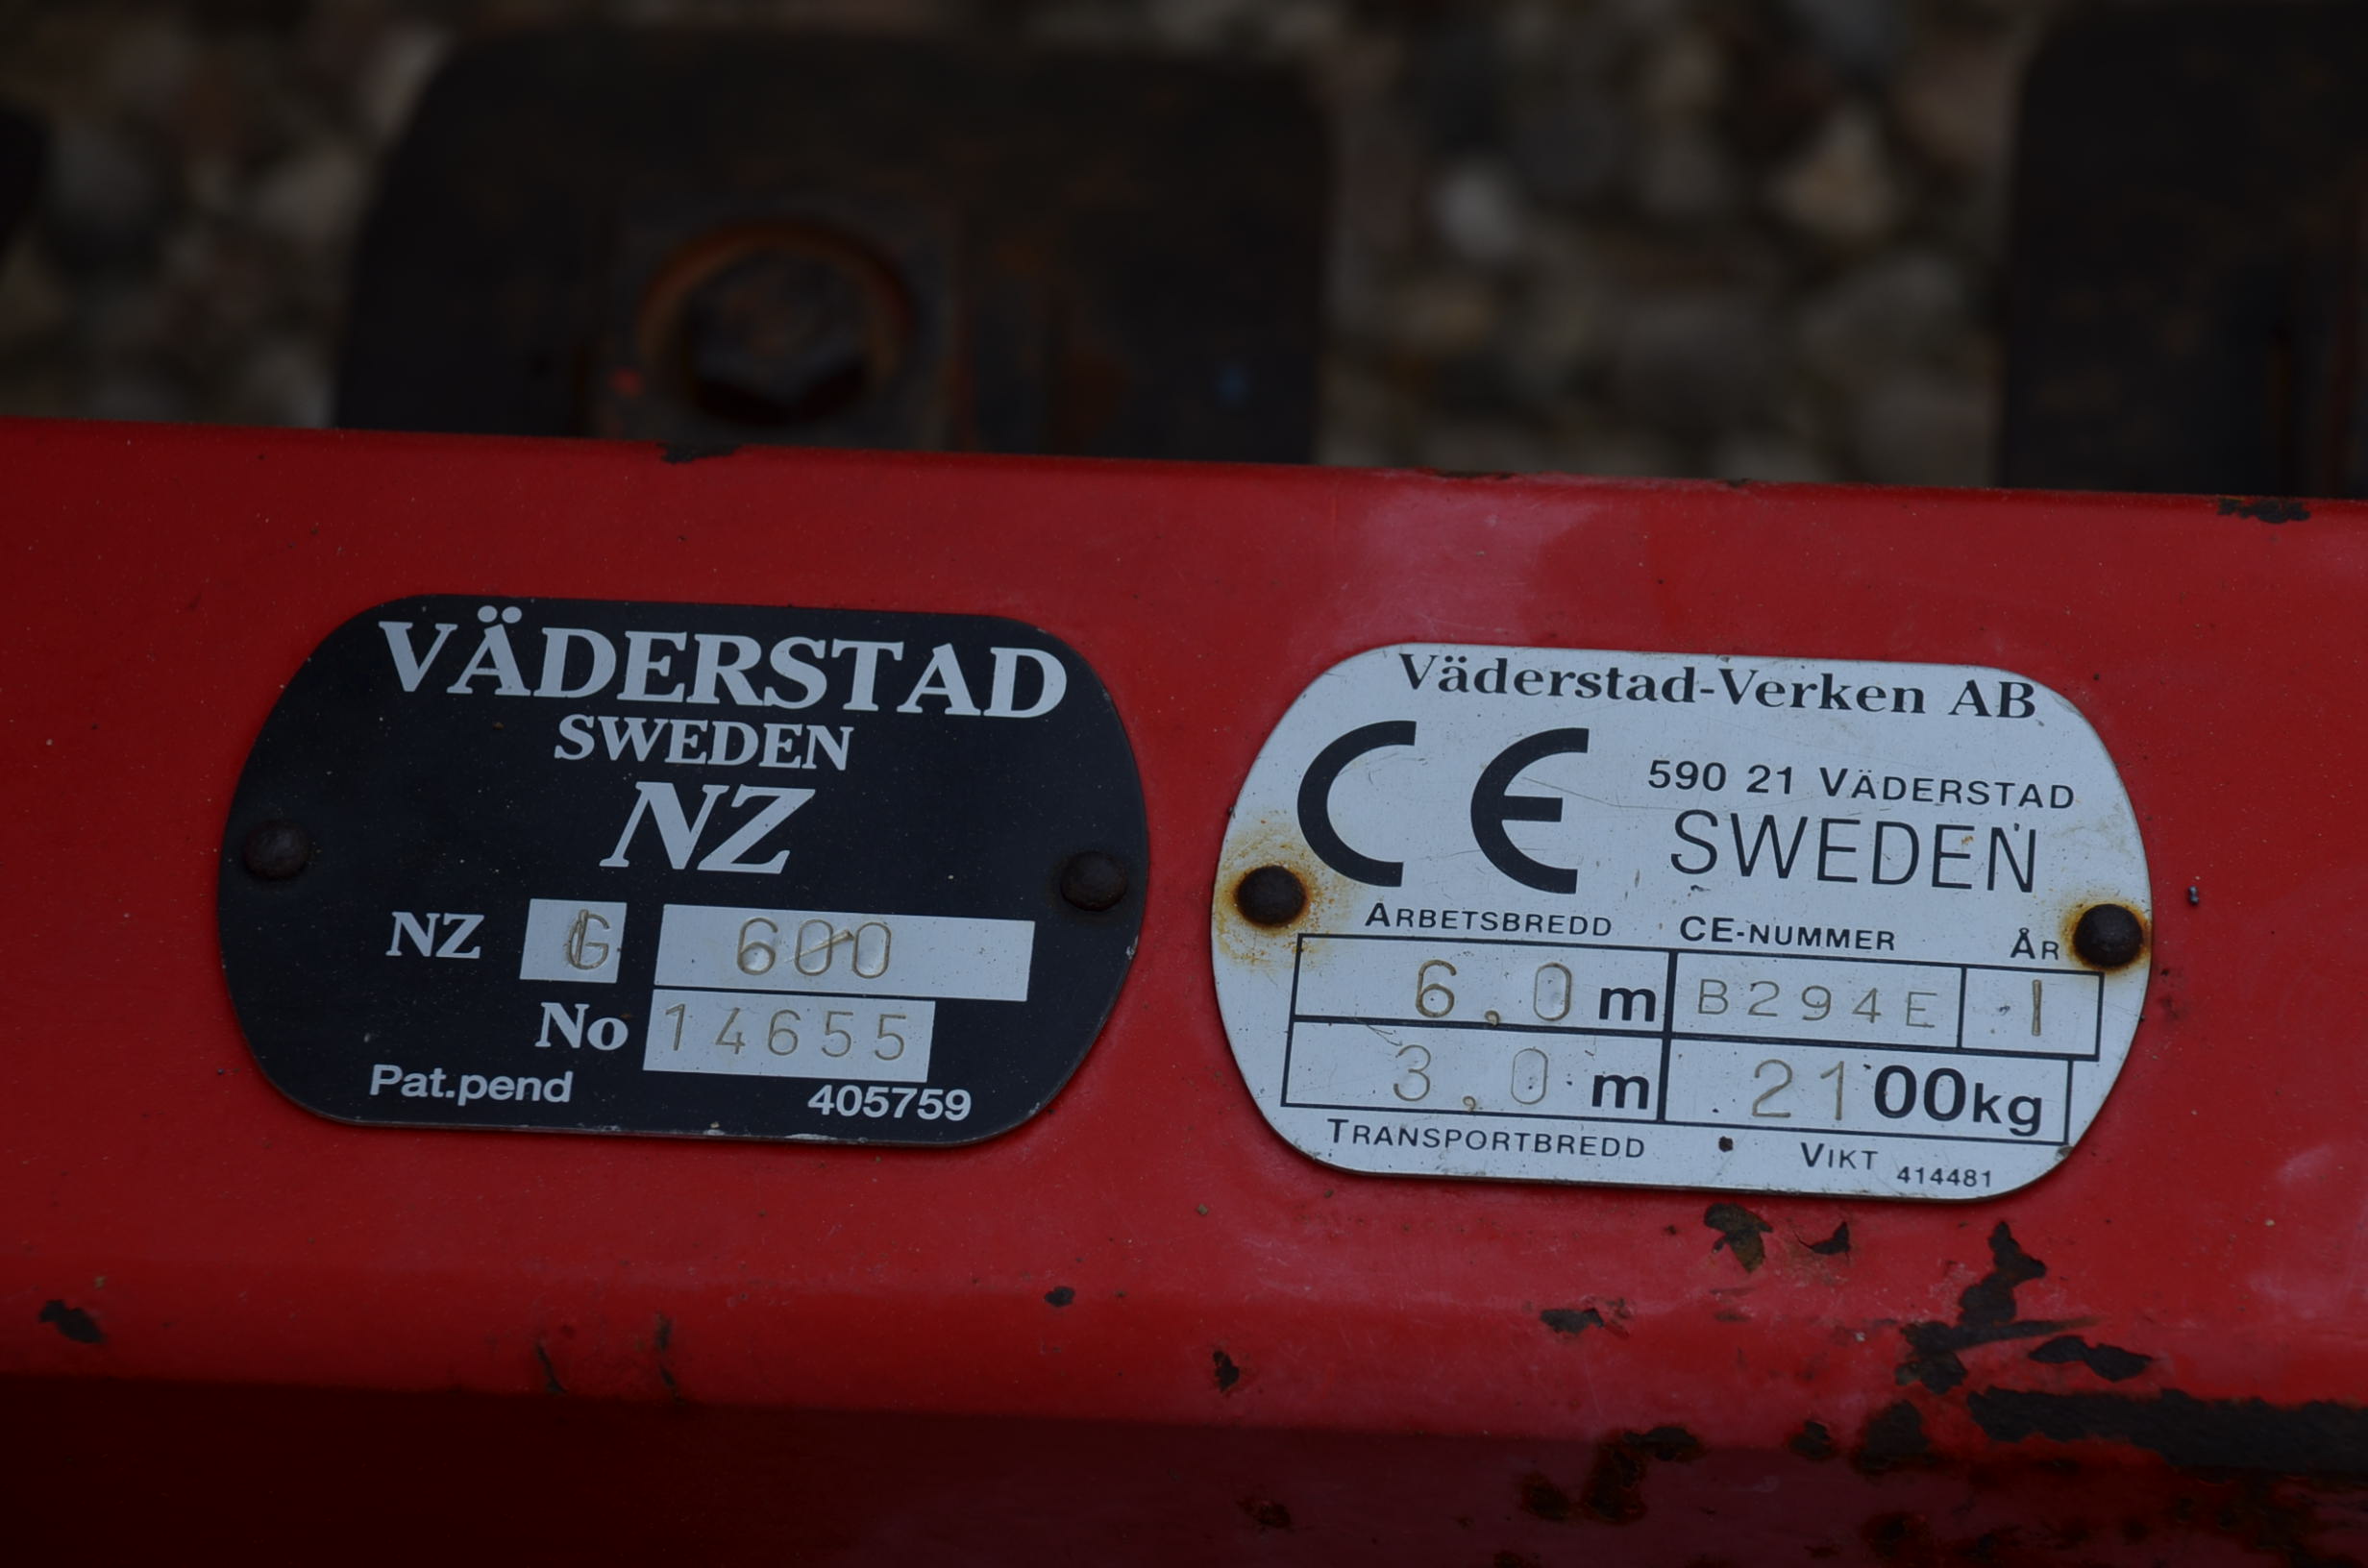 VÄDERSTAD
SWEDEN
NZ
NZ G 600
No 14655
Pat.pend 405759
Väderstad-Verken AB
CE 590 21 VÄDERSTAD
SWEDEN
ARBETSBREDD CE-NUMMER ÅR
6,0 m B294E 1
3,0 m 2100kg
TRANSPORTBREDD VIKT 414481